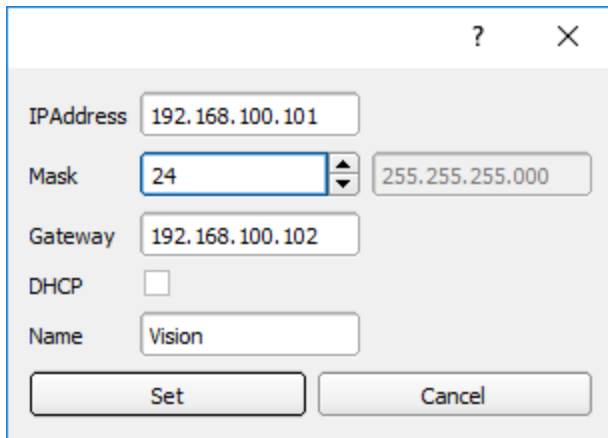 ?
IPAddress 192.168.100.101
Mask 24 255.255.255.000
Gateway 192.168.100.102
DHCP
Name Vision
Set Cancel